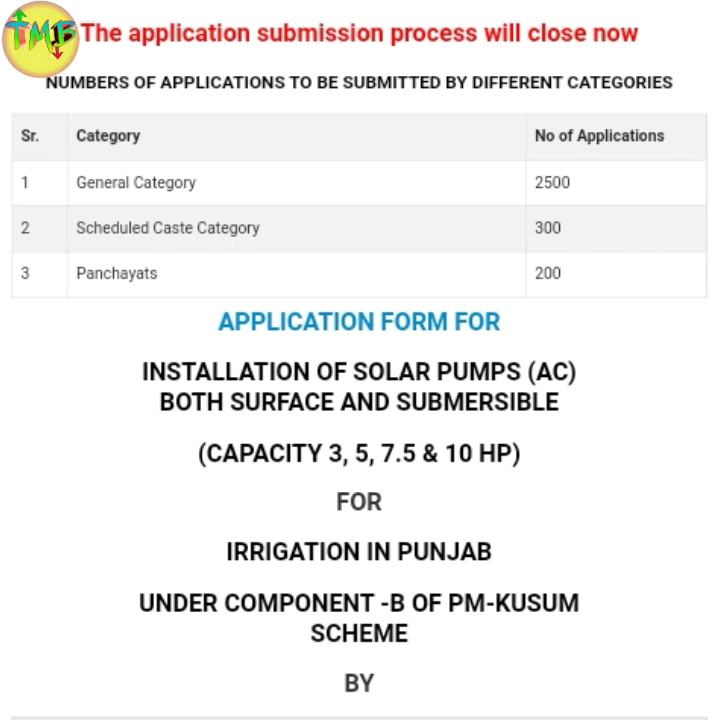 TMB
The application submission process will close now
NUMBERS OF APPLICATIONS TO BE SUBMITTED BY DIFFERENT CATEGORIES
Sr. Category No of Applications
1 General Category 2500
2 Scheduled Caste Category 300
3 Panchayats 200
APPLICATION FORM FOR
INSTALLATION OF SOLAR PUMPS (AC)
BOTH SURFACE AND SUBMERSIBLE
(CAPACITY 3, 5, 7.5 & 10 HP)
FOR
IRRIGATION IN PUNJAB
UNDER COMPONENT -B OF PM-KUSUM
SCHEME
BY